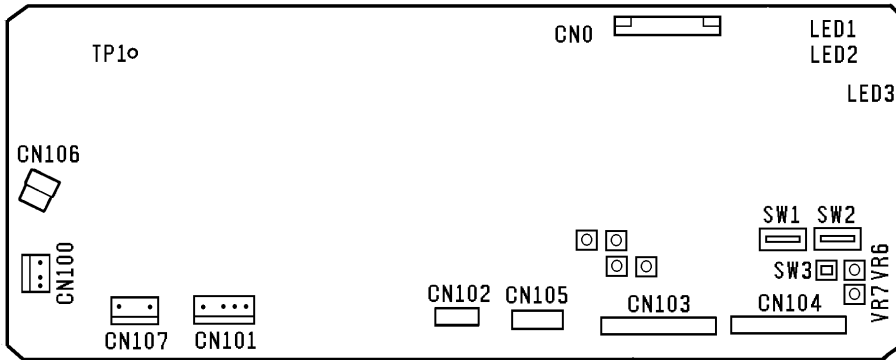 CN0
LED1
TP1
LED2
LED3
CN106
SW1 SW2
CN100
SW3
VR6
VR7
CN102 CN105 CN103 CN104
CN107 CN101